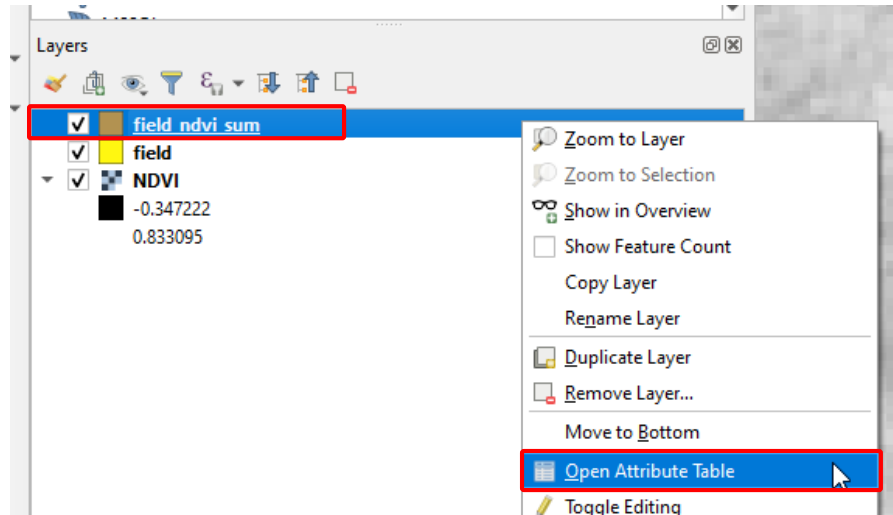 Layers
field_ndvi_sum
field
NDVI
-0.347222
0.833095
Zoom to Layer
Zoom to Selection
Show in Overview
Show Feature Count
Copy Layer
Rename Layer
Duplicate Layer
Remove Layer...
Move to Bottom
Open Attribute Table
Toggle Editing